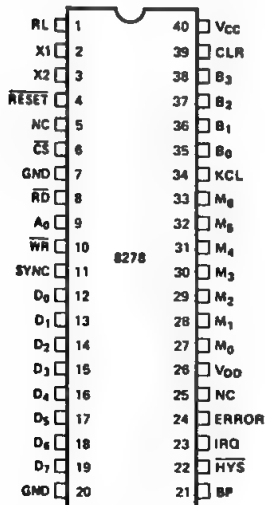 RL 1 40 VCC
X1 2 39 CLR
X2 3 38 B3
RESET 4 37 B2
NC 5 36 B1
CS 6 35 B0
GND 7 34 KCL
RD 8 33 M6
A0 9 32 M5
WR 10 31 M4
SYNC 11 8278 30 M3
D0 12 29 M2
D1 13 28 M1
D2 14 27 M0
D3 15 26 VDD
D4 16 25 NC
D5 17 24 ERROR
D6 18 23 IRQ
D7 19 22 HYS
GND 20 21 BP